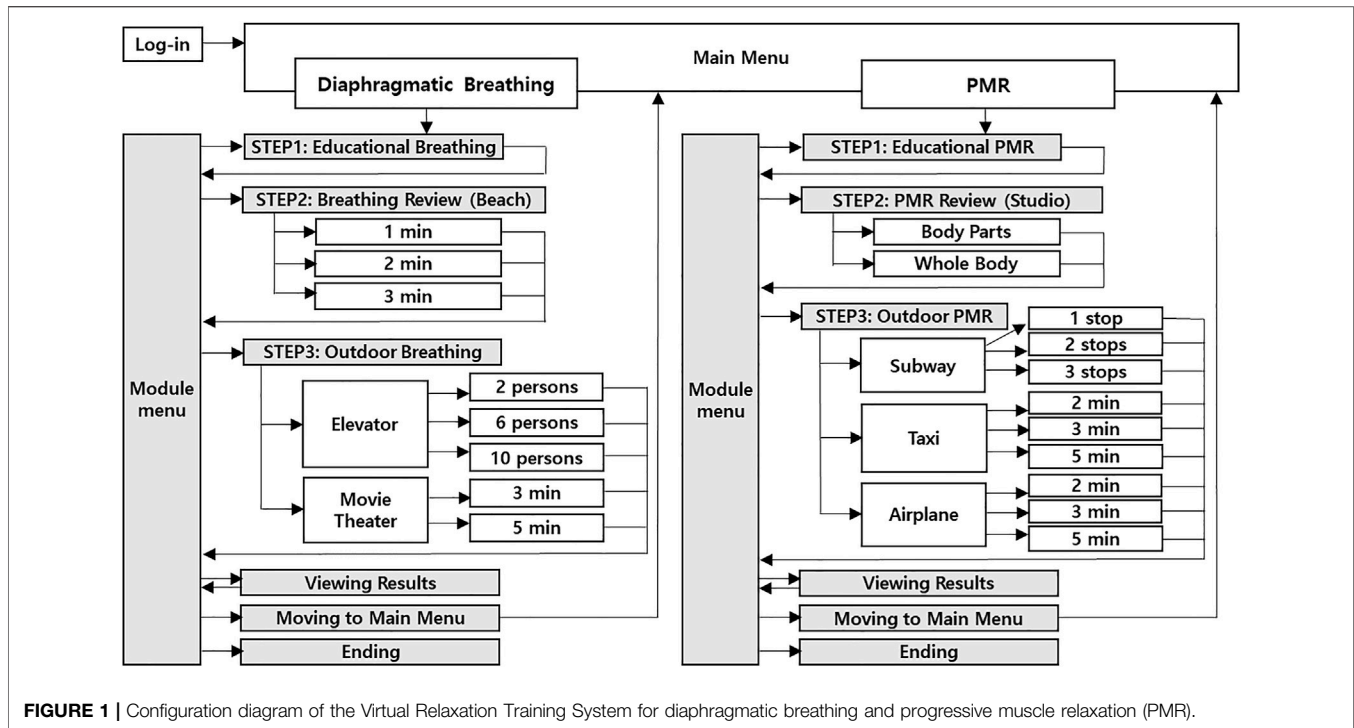 Log-in
Main Menu
Diaphragmatic Breathing
PMR
Module
menu
STEP1: Educational Breathing
STEP2: Breathing Review (Beach)
1 min
2 min
3 min
STEP3: Outdoor Breathing
Elevator
2 persons
6 persons
10 persons
Movie
Theater
3 min
5 min
Viewing Results
Moving to Main Menu
Ending
Module
menu
STEP1: Educational PMR
STEP2: PMR Review (Studio)
Body Parts
Whole Body
STEP3: Outdoor PMR
Subway
1 stop
2 stops
3 stops
Taxi
2 min
3 min
5 min
Airplane
2 min
3 min
5 min
Viewing Results
Moving to Main Menu
Ending
FIGURE 1 | Configuration diagram of the Virtual Relaxation Training System for diaphragmatic breathing and progressive muscle relaxation (PMR).